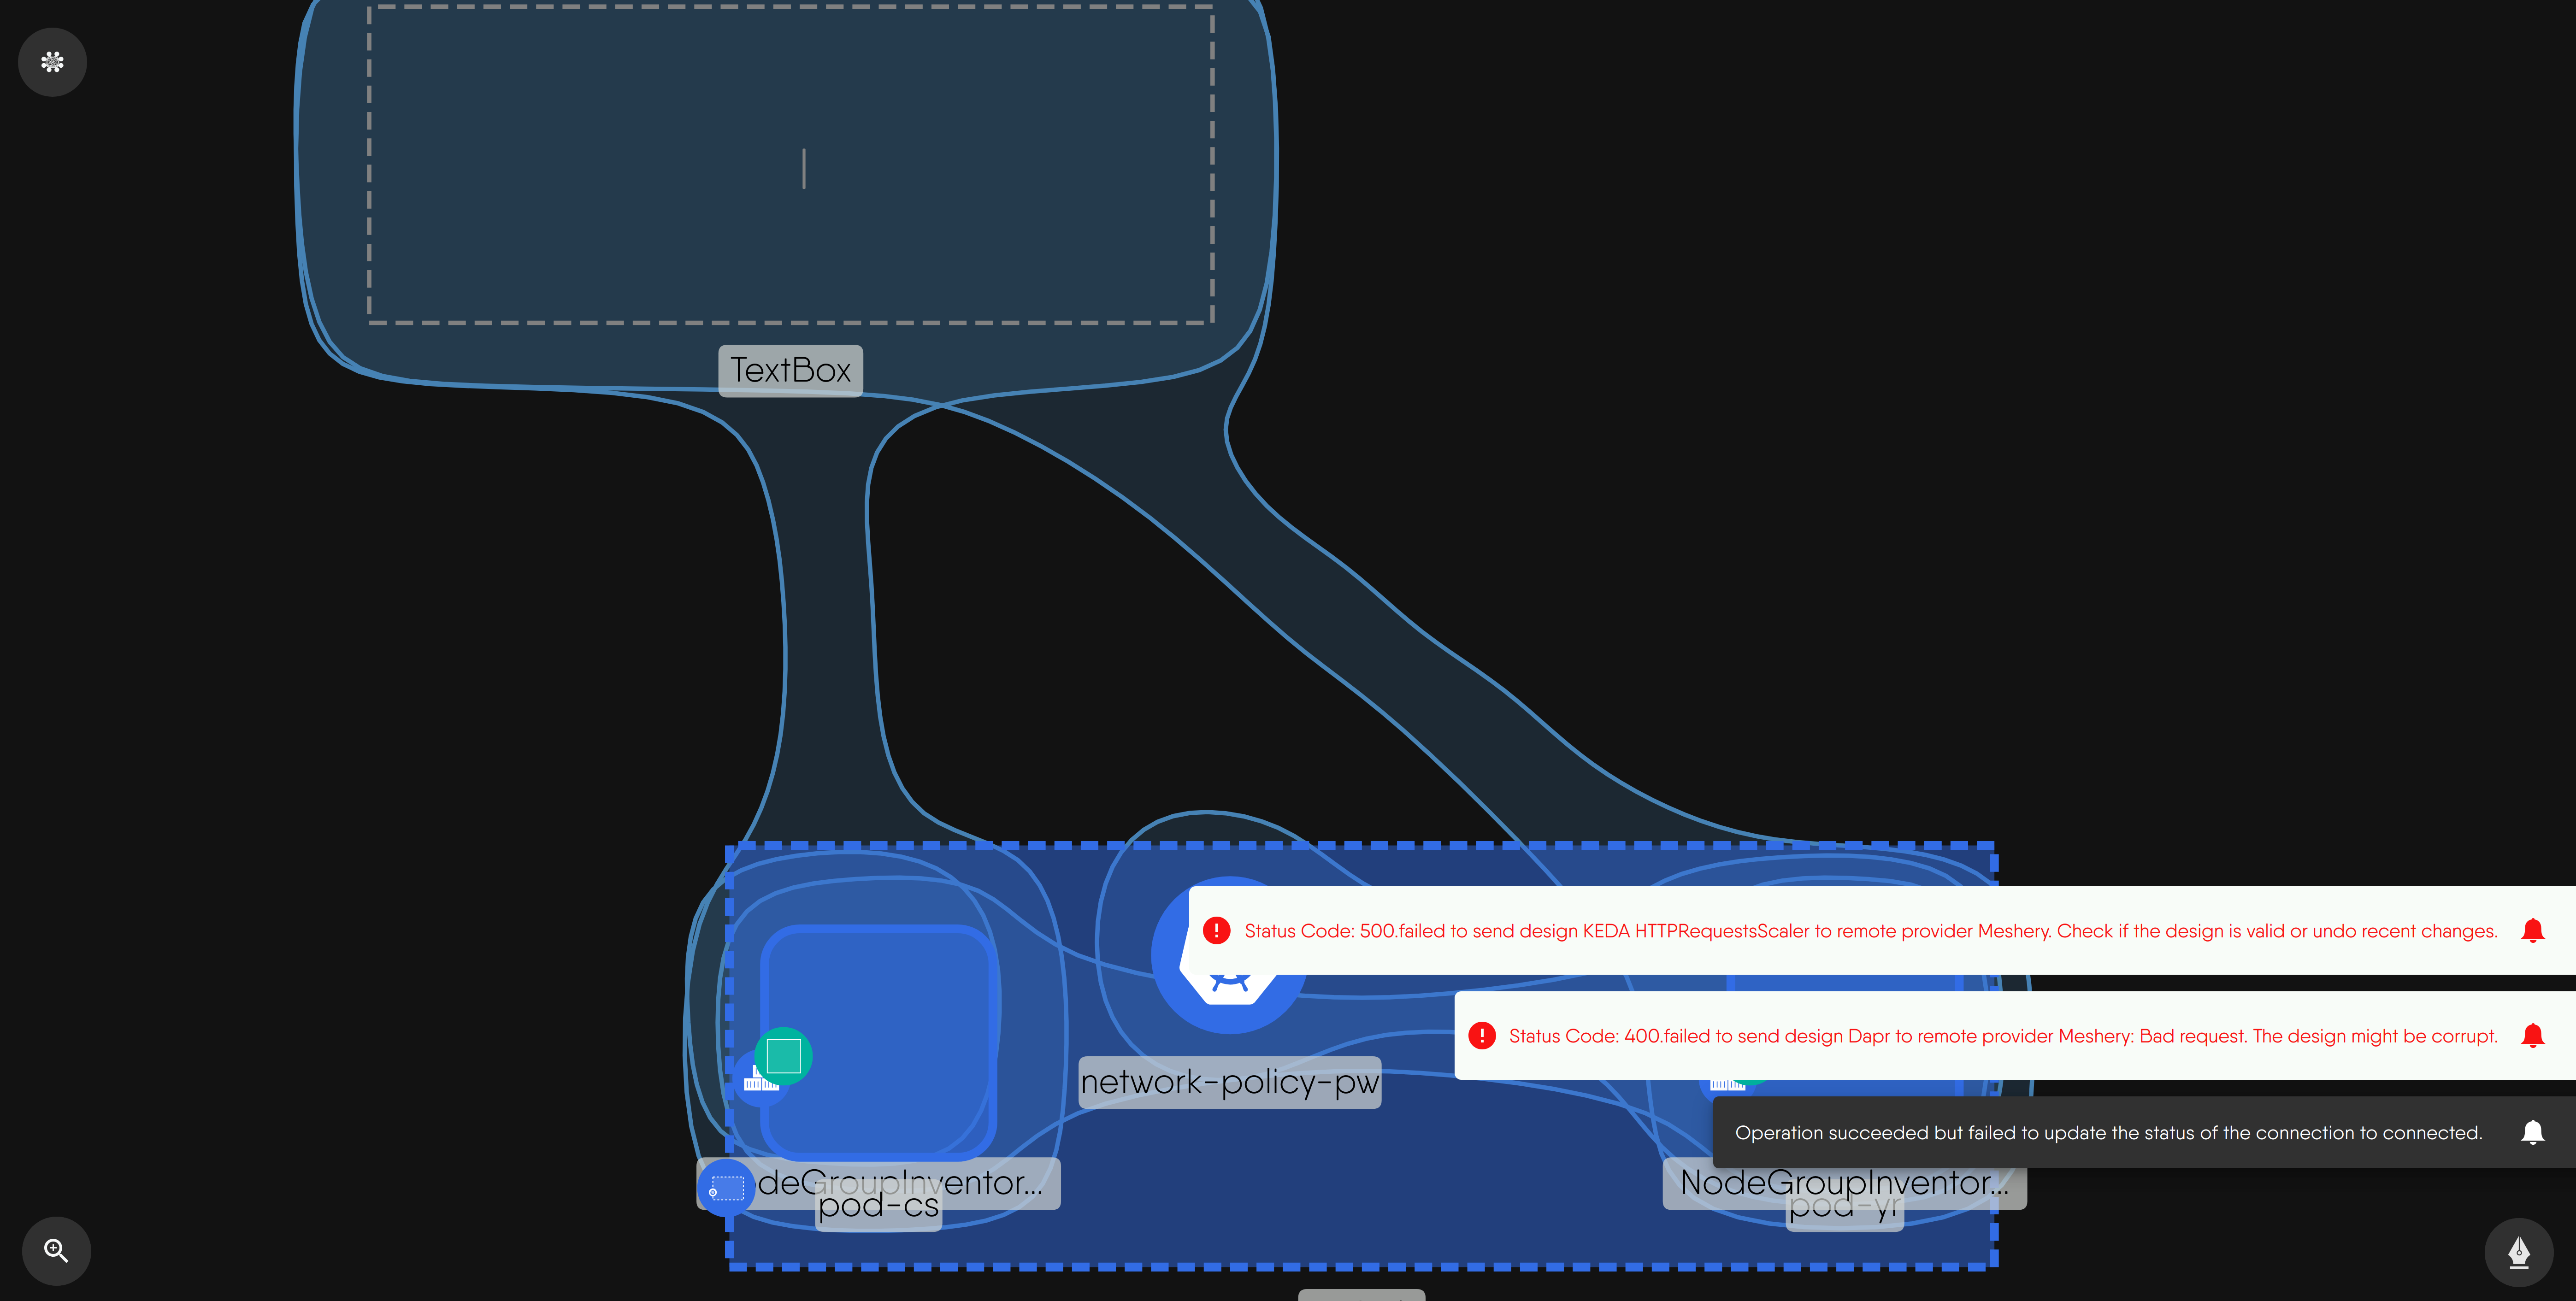 TextBox
Status Code: 500.failed to send design KEDA HTTPRequestsScaler to remote provider Meshery. Check if the design is valid or undo recent changes.
Status Code: 400.failed to send design Dapr to remote provider Meshery: Bad request. The design might be corrupt.
network-policy-pw
Operation succeeded but failed to update the status of the connection to connected.
deGroupInventor...
NodeGroupInventor...
pod-cs
pod-yr